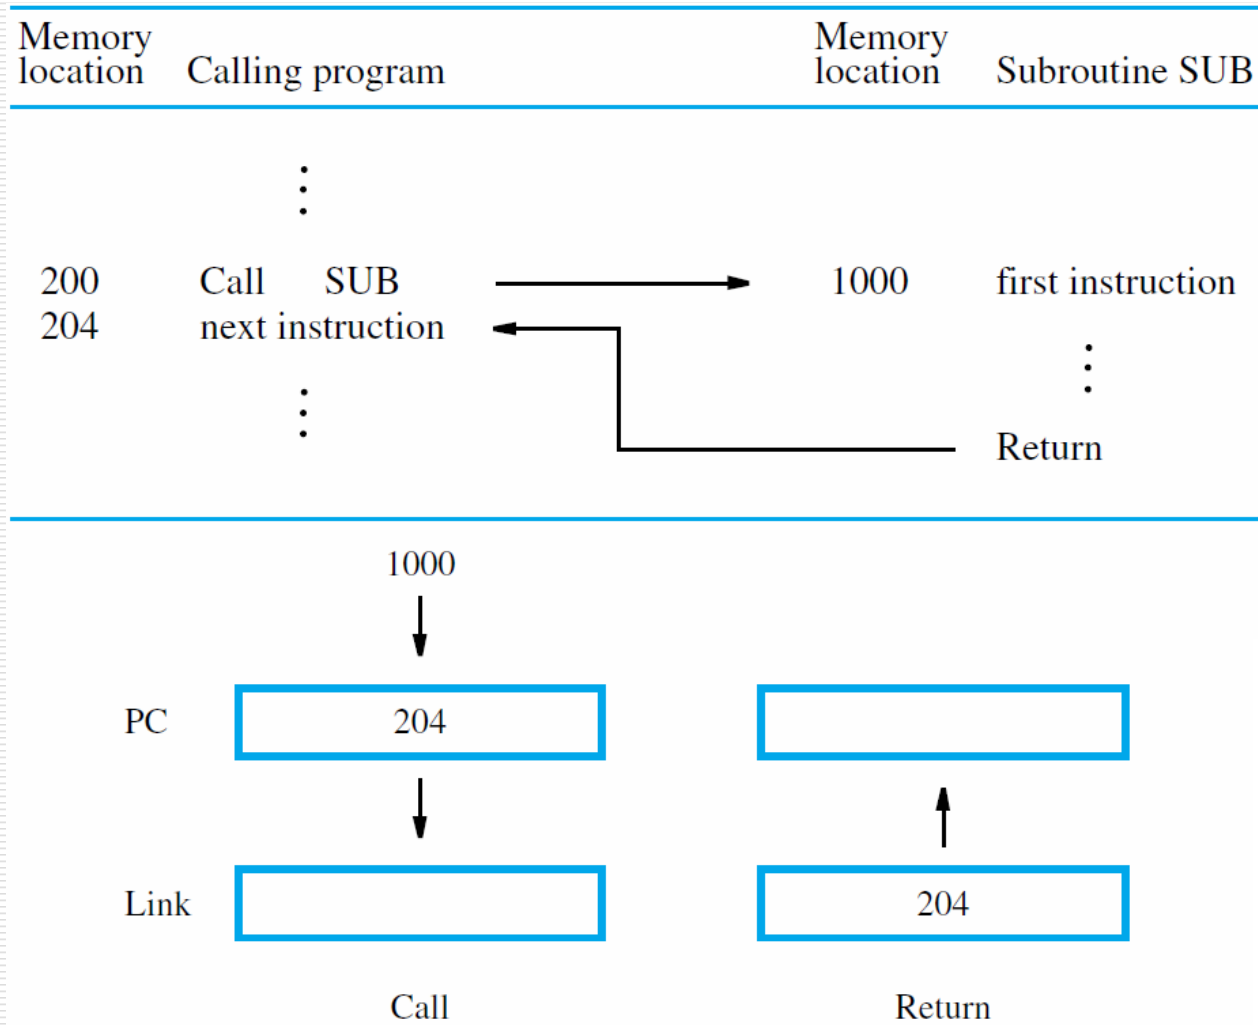 Memory location Calling program Memory location Subroutine SUB
200 Call SUB 1000 first instruction
204 next instruction
Return
1000
PC 204
Link 204
Call Return